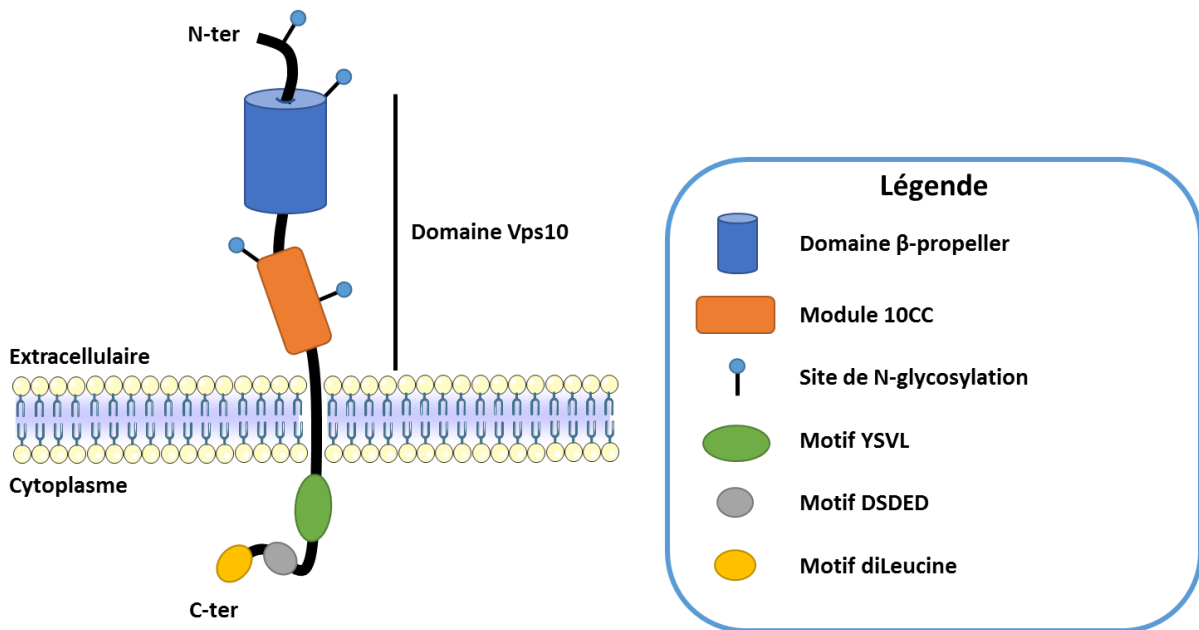 N-ter
Domaine Vps10
Extracellulaire
Cytoplasme
C-ter
Légende
Domaine β-propeller
Module 10CC
Site de N-glycosylation
Motif YSVL
Motif DSDED
Motif diLeucine